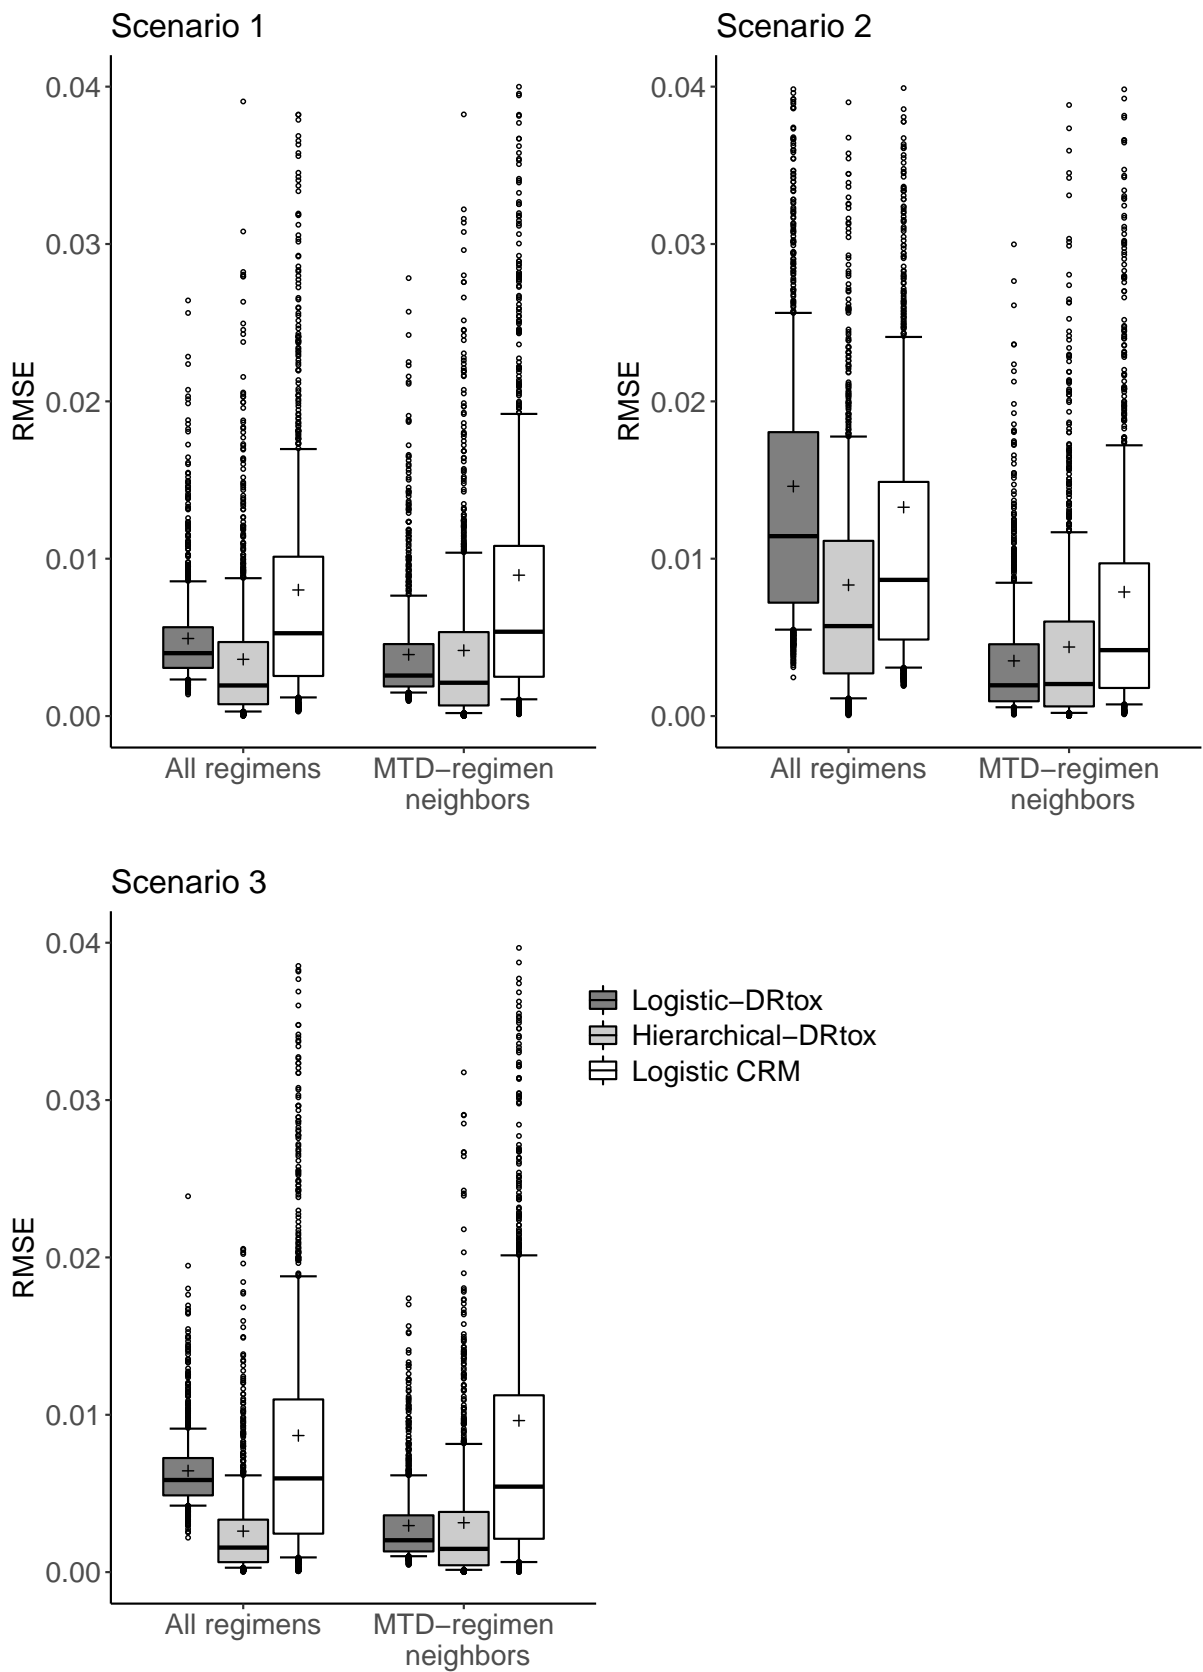 Scenario 1
0.04
0.03
0.02
0.01
0.00
RMSE
All regimens
MTD−regimen
neighbors
Scenario 2
0.04
0.03
0.02
0.01
0.00
RMSE
All regimens
MTD−regimen
neighbors
Scenario 3
0.04
0.03
0.02
0.01
0.00
RMSE
All regimens
MTD−regimen
neighbors
Logistic−DRtox
Hierarchical−DRtox
Logistic CRM